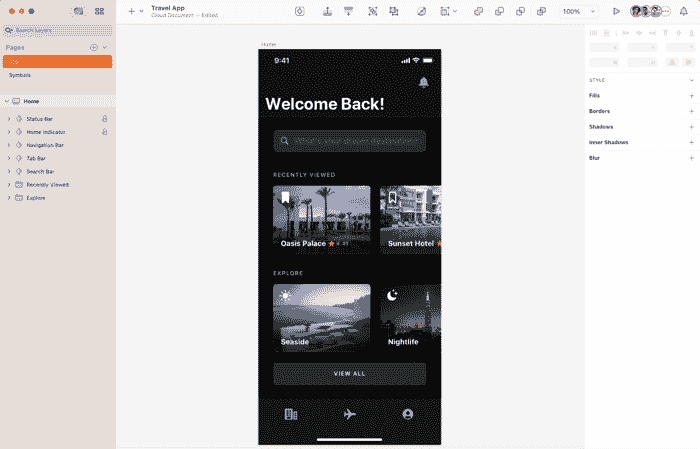 Travel App
Cloud Document — Edited
100%
Search Layers
Pages
Symbols
Home
Status Bar
Home Indicator
Navigation Bar
Tab Bar
Search Bar
Recently Viewed
Explore
Home
9:41
Welcome Back!
What's your dream destination
RECENTLY VIEWED
Oasis Palace
Sunset Hotel
EXPLORE
Seaside
Nightlife
VIEW ALL
STYLE
Fills
Borders
Shadows
Inner Shadows
Blur